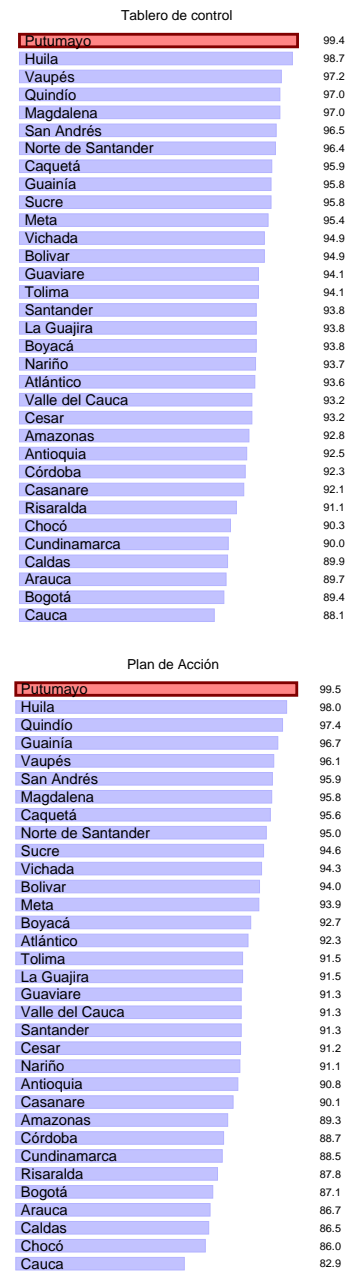 Tablero de control
Putumayo 99.4
Huila 98.7
Vaupés 97.2
Quindío 97.0
Magdalena 97.0
San Andrés 96.5
Norte de Santander 96.4
Caquetá 95.9
Guainía 95.8
Sucre 95.8
Meta 95.4
Vichada 94.9
Bolivar 94.9
Guaviare 94.1
Tolima 94.1
Santander 93.8
La Guajira 93.8
Boyacá 93.8
Nariño 93.7
Atlántico 93.6
Valle del Cauca 93.2
Cesar 93.2
Amazonas 92.8
Antioquia 92.5
Córdoba 92.3
Casanare 92.1
Risaralda 91.1
Chocó 90.3
Cundinamarca 90.0
Caldas 89.9
Arauca 89.7
Bogotá 89.4
Cauca 88.1
Plan de Acción
Putumayo 99.5
Huila 98.0
Quindío 97.4
Guainía 96.7
Vaupés 96.1
San Andrés 95.9
Magdalena 95.8
Caquetá 95.6
Norte de Santander 95.0
Sucre 94.6
Vichada 94.3
Bolivar 94.0
Meta 93.9
Boyacá 92.7
Atlántico 92.3
Tolima 91.5
La Guajira 91.5
Guaviare 91.3
Valle del Cauca 91.3
Santander 91.3
Cesar 91.2
Nariño 91.1
Antioquia 90.8
Casanare 90.1
Amazonas 89.3
Córdoba 88.7
Cundinamarca 88.5
Risaralda 87.8
Bogotá 87.1
Arauca 86.7
Caldas 86.5
Chocó 86.0
Cauca 82.9